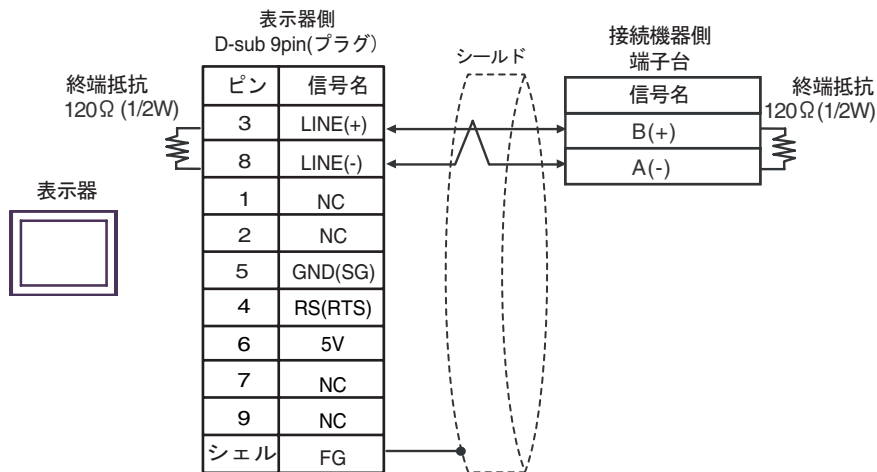 表示器側
D-sub 9pin(プラグ)
シールド
接続機器側
端子台
終端抵抗
120Ω (1/2W)
ピン 信号名
3 LINE(+)
8 LINE(-)
1 NC
2 NC
5 GND(SG)
4 RS(RTS)
6 5V
7 NC
9 NC
シェル FG
表示器
信号名
B(+)
A(-)
終端抵抗
120Ω(1/2W)